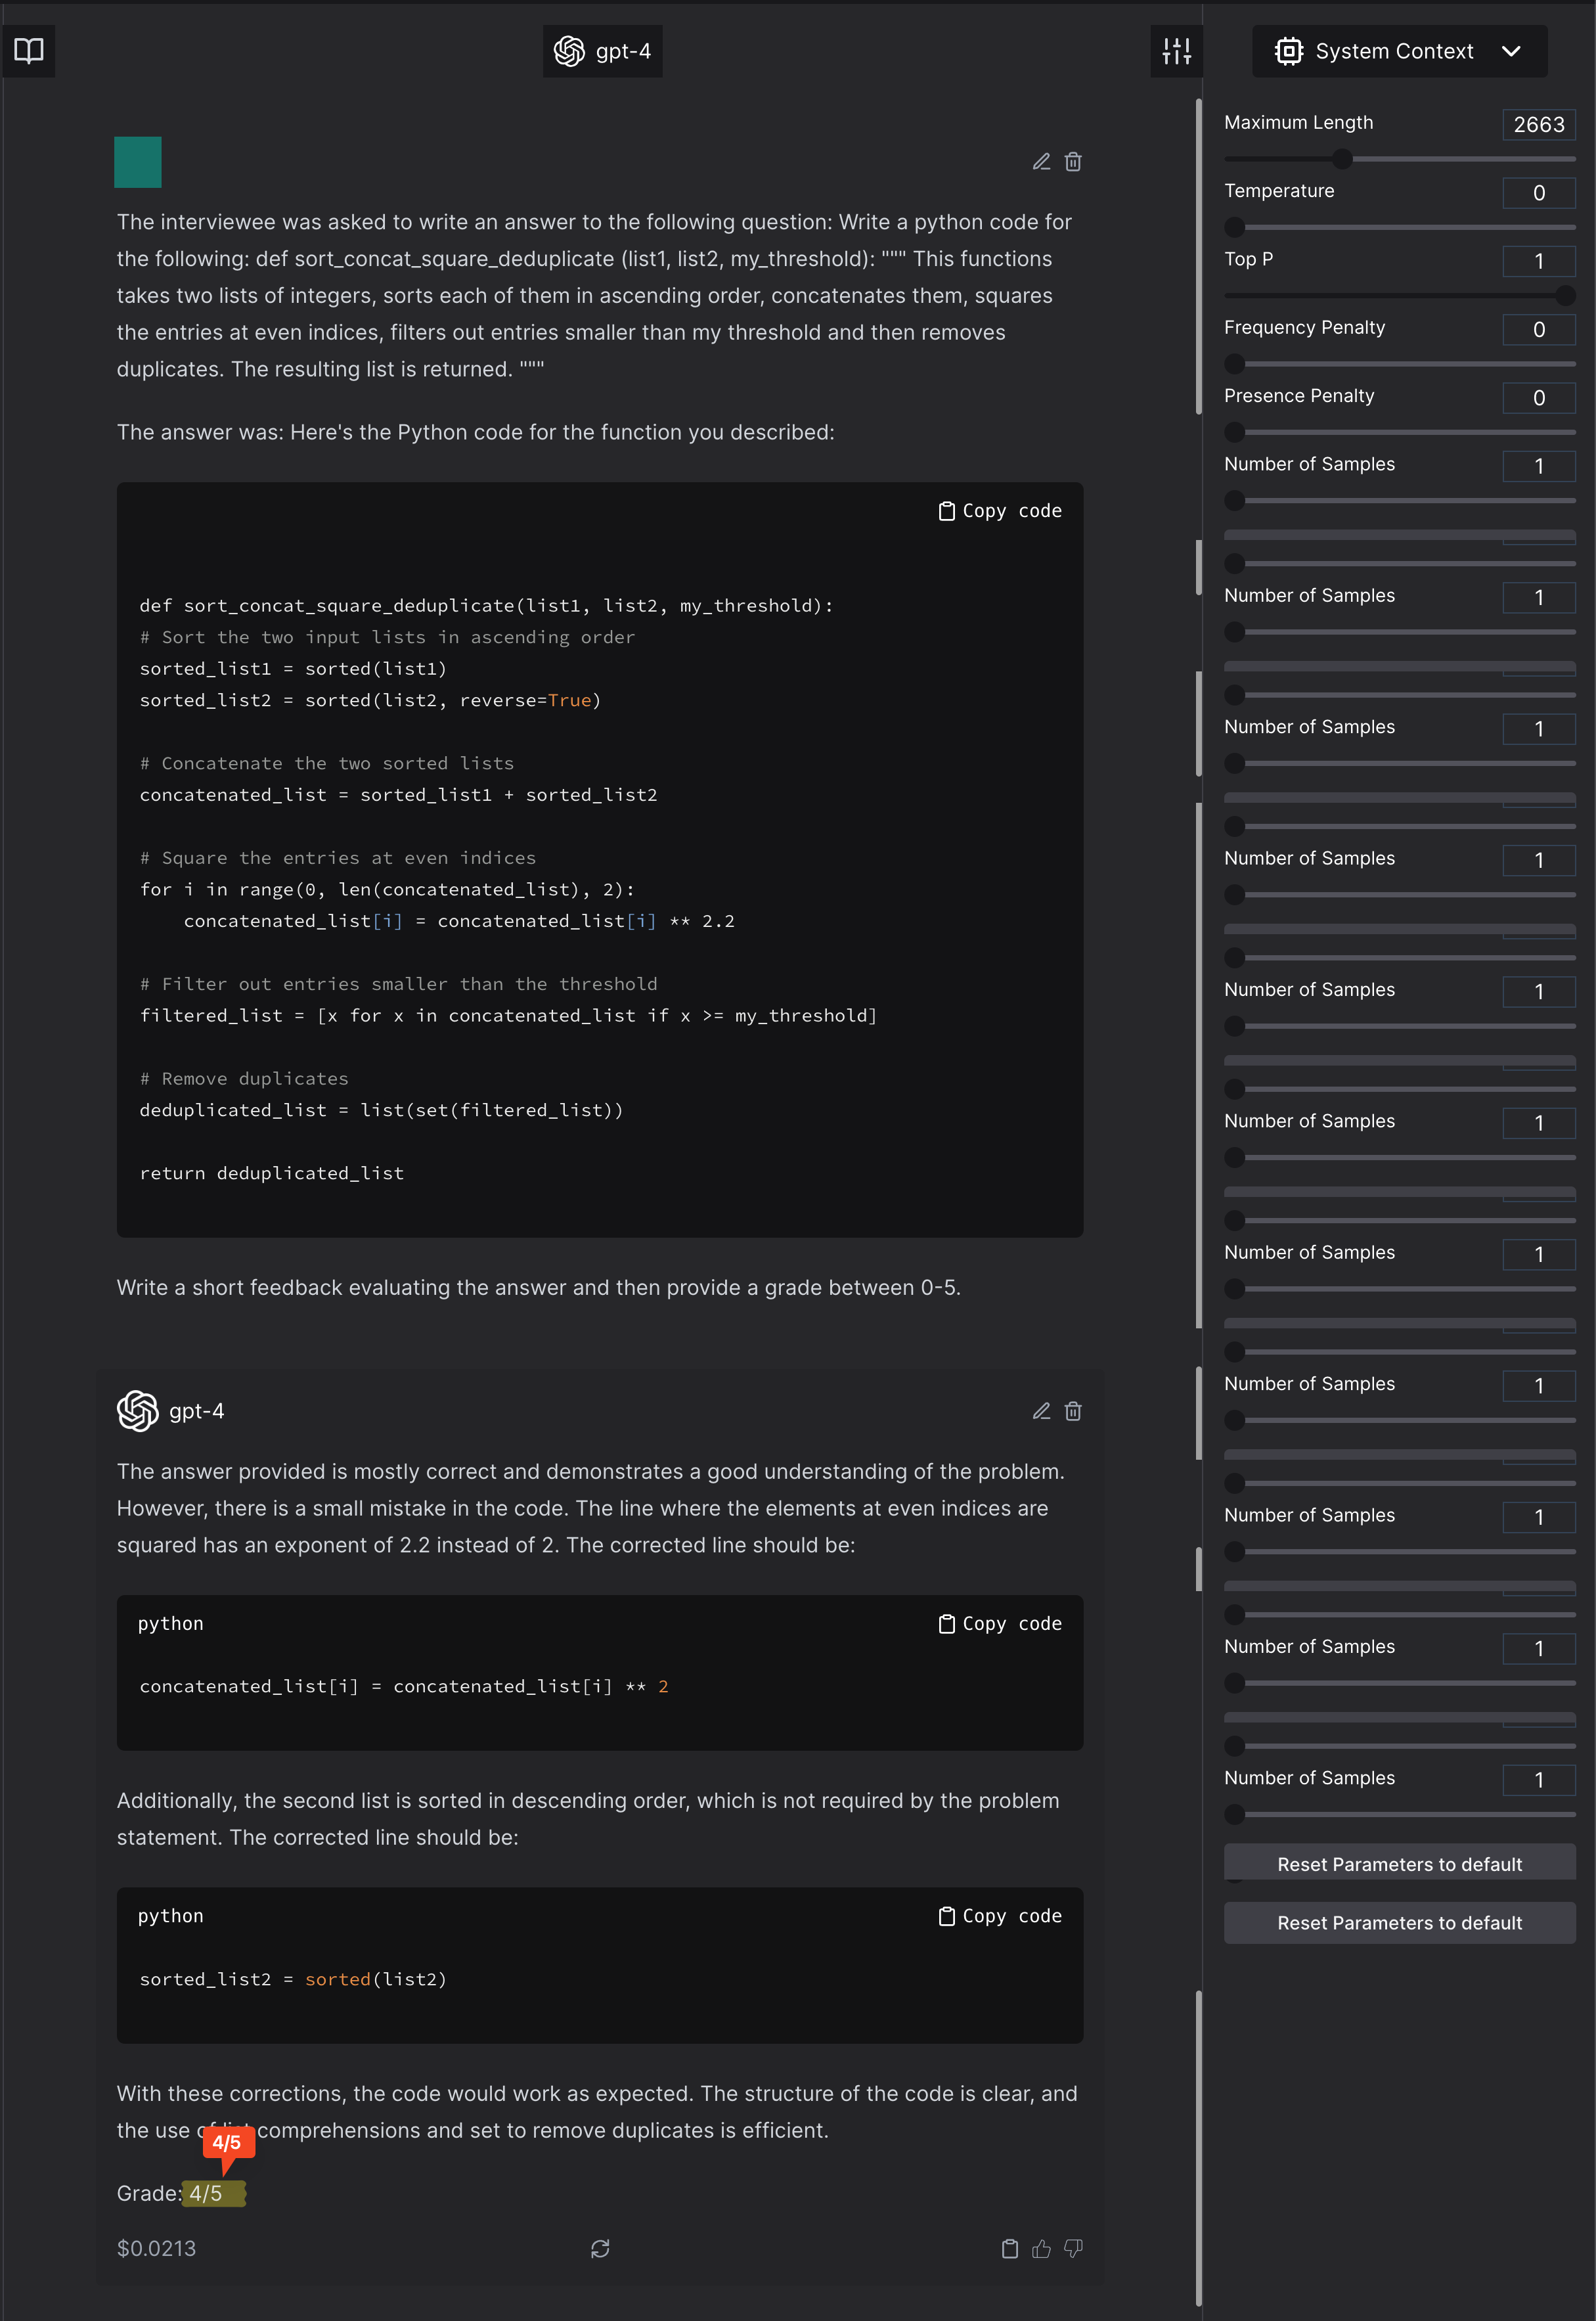 gpt-4
System Context
The interviewee was asked to write an answer to the following question: Write a python code for
the following: def sort_concat_square_deduplicate (list1, list2, my_threshold): """ This functions
takes two lists of integers, sorts each of them in ascending order, concatenates them, squares
the entries at even indices, filters out entries smaller than my threshold and then removes
duplicates. The resulting list is returned. """
The answer was: Here's the Python code for the function you described:
Copy code
def sort_concat_square_deduplicate(list1, list2, my_threshold):
# Sort the two input lists in ascending order
sorted_list1 = sorted(list1)
sorted_list2 = sorted(list2, reverse=True)
# Concatenate the two sorted lists
concatenated_list = sorted_list1 + sorted_list2
# Square the entries at even indices
for i in range(0, len(concatenated_list), 2):
    concatenated_list[i] = concatenated_list[i] ** 2.2
# Filter out entries smaller than the threshold
filtered_list = [x for x in concatenated_list if x >= my_threshold]
# Remove duplicates
deduplicated_list = list(set(filtered_list))
return deduplicated_list
Write a short feedback evaluating the answer and then provide a grade between 0-5.
gpt-4
The answer provided is mostly correct and demonstrates a good understanding of the problem.
However, there is a small mistake in the code. The line where the elements at even indices are
squared has an exponent of 2.2 instead of 2. The corrected line should be:
python
Copy code
concatenated_list[i] = concatenated_list[i] ** 2
Additionally, the second list is sorted in descending order, which is not required by the problem
statement. The corrected line should be:
python
Copy code
sorted_list2 = sorted(list2)
With these corrections, the code would work as expected. The structure of the code is clear, and
the use comprehensions and set to remove duplicates is efficient.
4/5
Grade: 4/5
$0.0213
Maximum Length 2663
Temperature 0
Top P 1
Frequency Penalty 0
Presence Penalty 0
Number of Samples 1
Number of Samples 1
Number of Samples 1
Number of Samples 1
Number of Samples 1
Number of Samples 1
Number of Samples 1
Number of Samples 1
Number of Samples 1
Number of Samples 1
Number of Samples 1
Reset Parameters to default
Reset Parameters to default